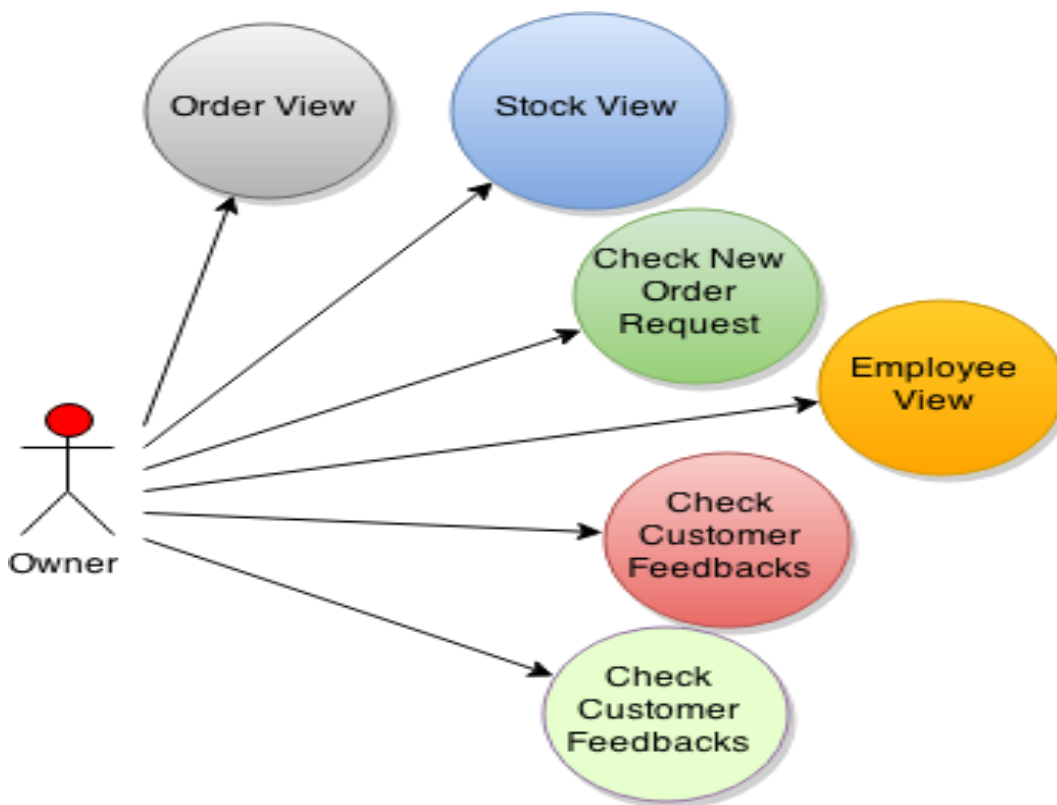 Order View
Stock View
Check New
Order
Request
Employee
View
Check
Customer
Feedbacks
Owner
Check
Customer
Feedbacks